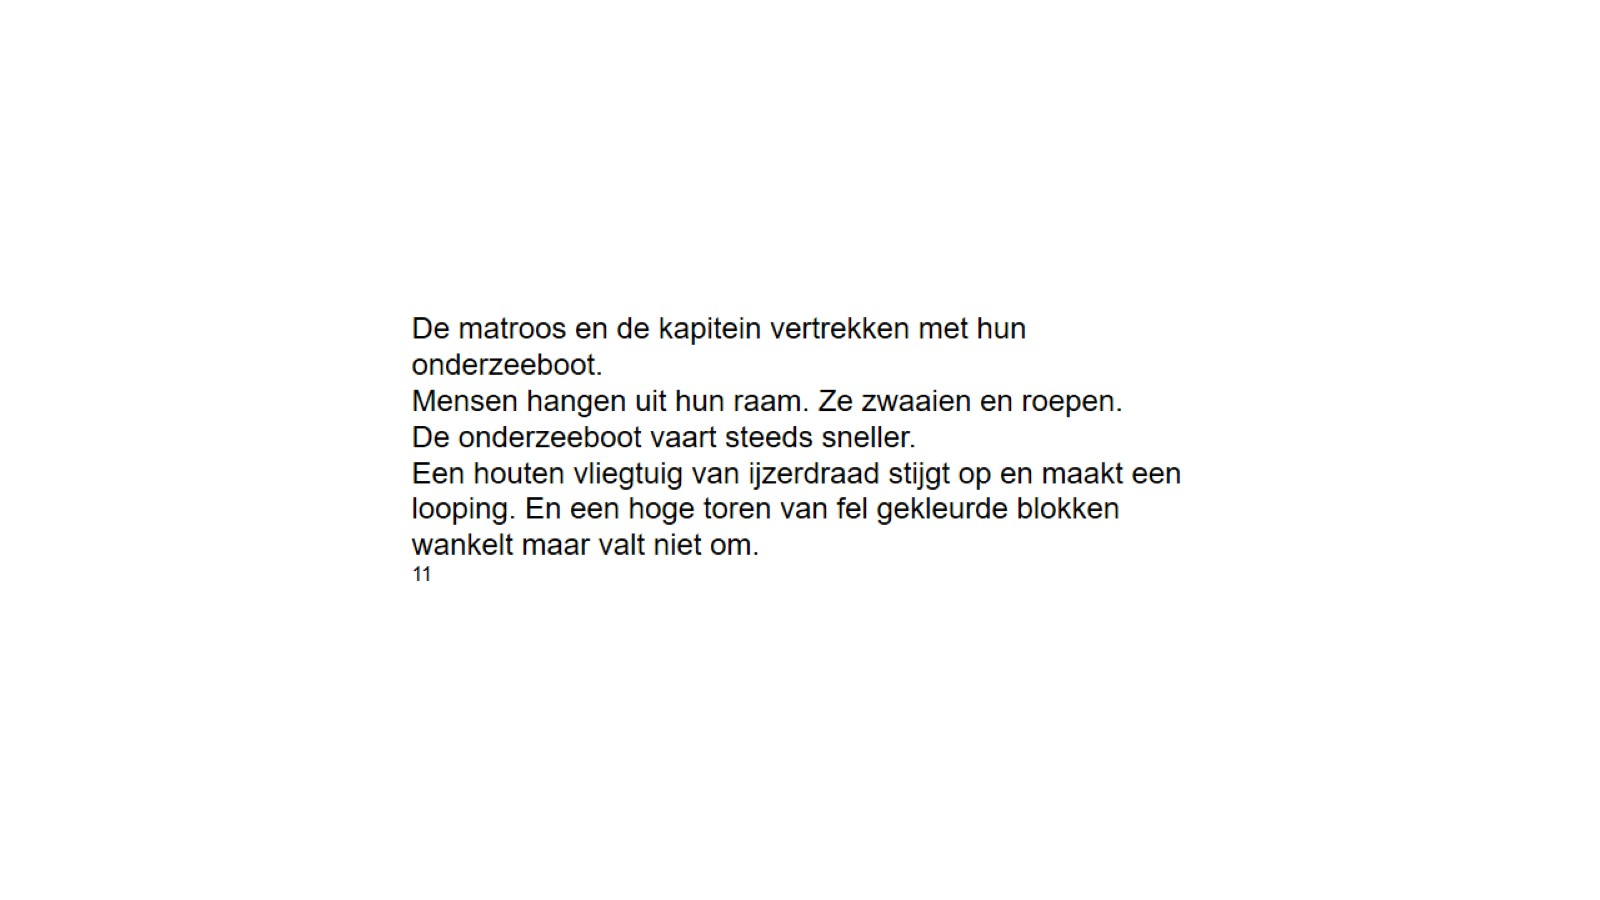 De matroos en de kapitein vertrekken met hun
onderzeeboot.
Mensen hangen uit hun raam. Ze zwaaien en roepen.
De onderzeeboot vaart steeds sneller.
Een houten vliegtuig van ijzerdraad stijgt op en maakt een
looping. En een hoge toren van fel gekleurde blokken
wankelt maar valt niet om.
11